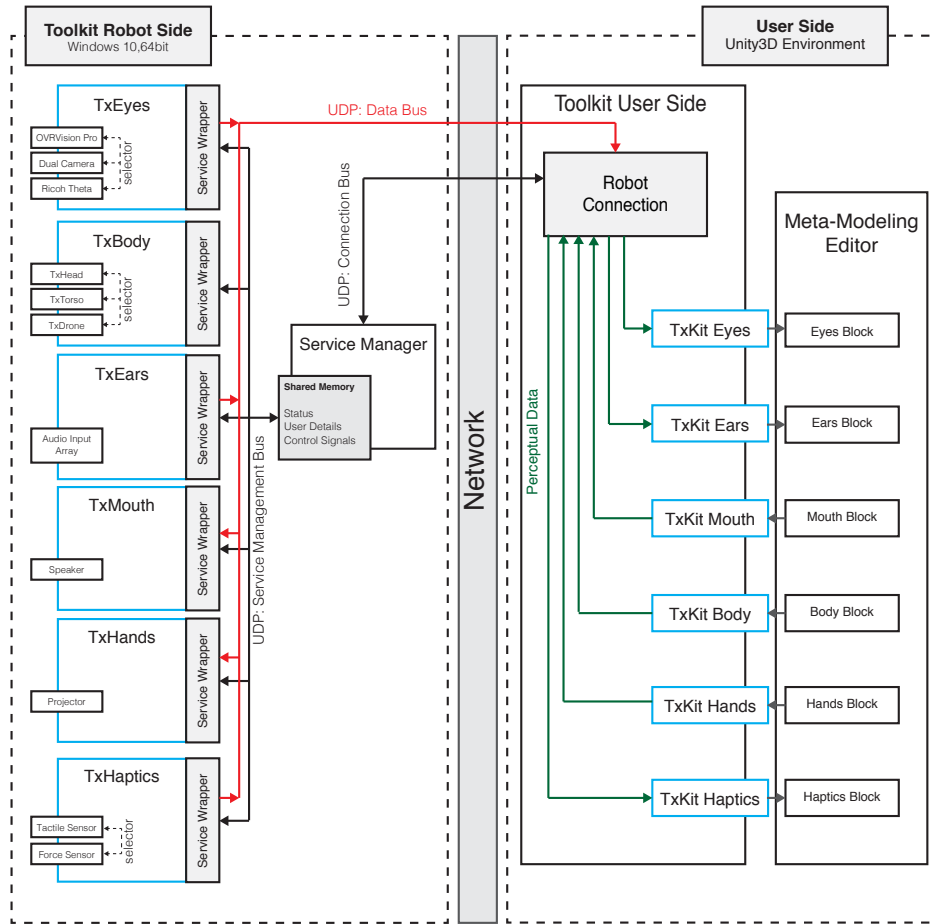 Toolkit Robot Side
Windows 10,64bit
TxEyes
OVRVision Pro
Dual Camera
Ricoh Theta
selector
Service Wrapper
TxBody
TxHead
TxTorso
TxDrone
selector
Service Wrapper
TxEars
Audio Input
Array
Service Wrapper
TxMouth
Speaker
Service Wrapper
TxHands
Projector
Service Wrapper
TxHaptics
Tactile Sensor
Force Sensor
selector
Service Wrapper
UDP: Data Bus
UDP: Connection Bus
UDP: Service Management Bus
Service Manager
Shared Memory
Status
User Details
Control Signals
Network
User Side
Unity3D Environment
Toolkit User Side
Robot
Connection
Perceptual Data
TxKit Eyes
TxKit Ears
TxKit Mouth
TxKit Body
TxKit Hands
TxKit Haptics
Meta-Modeling
Editor
Eyes Block
Ears Block
Mouth Block
Body Block
Hands Block
Haptics Block